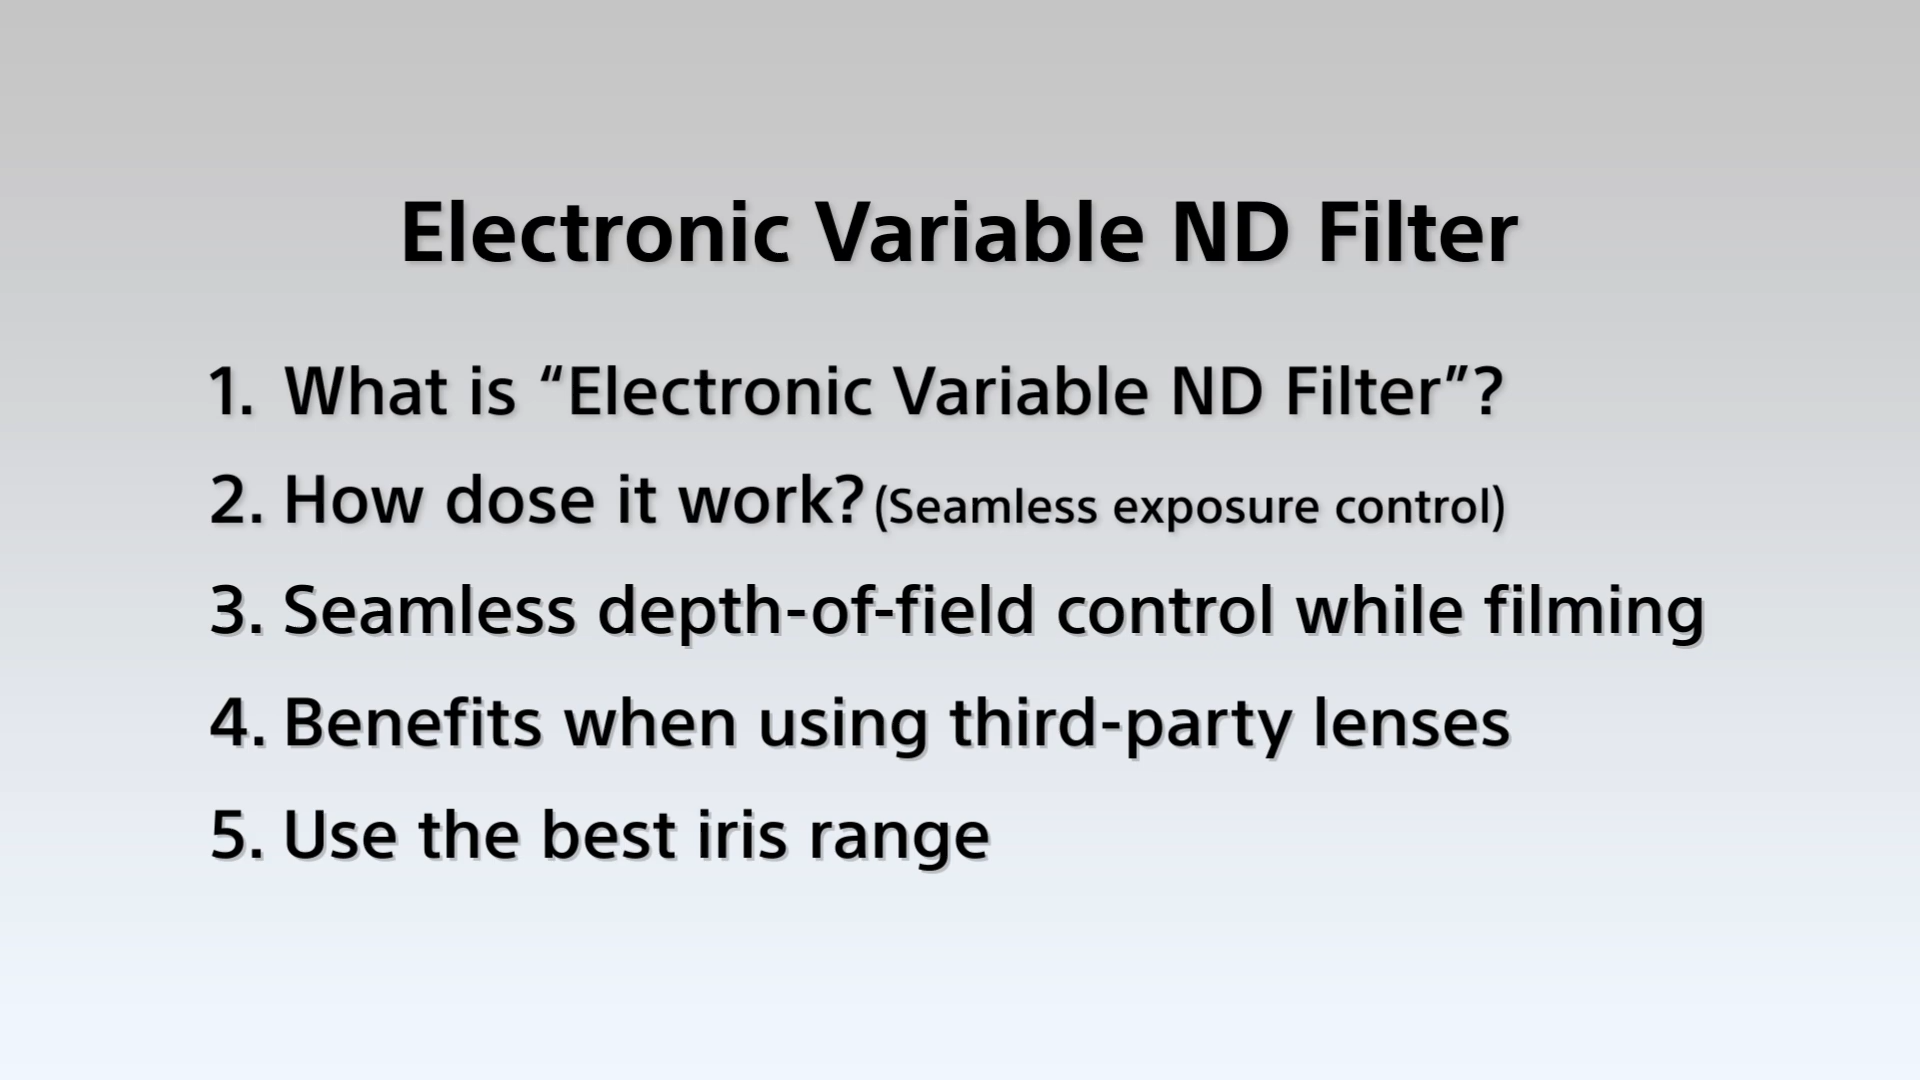 Electronic Variable ND Filter
1. What is “Electronic Variable ND Filter”?
2. How dose it work? (Seamless exposure control)
3. Seamless depth-of-field control while filming
4. Benefits when using third-party lenses
5. Use the best iris range